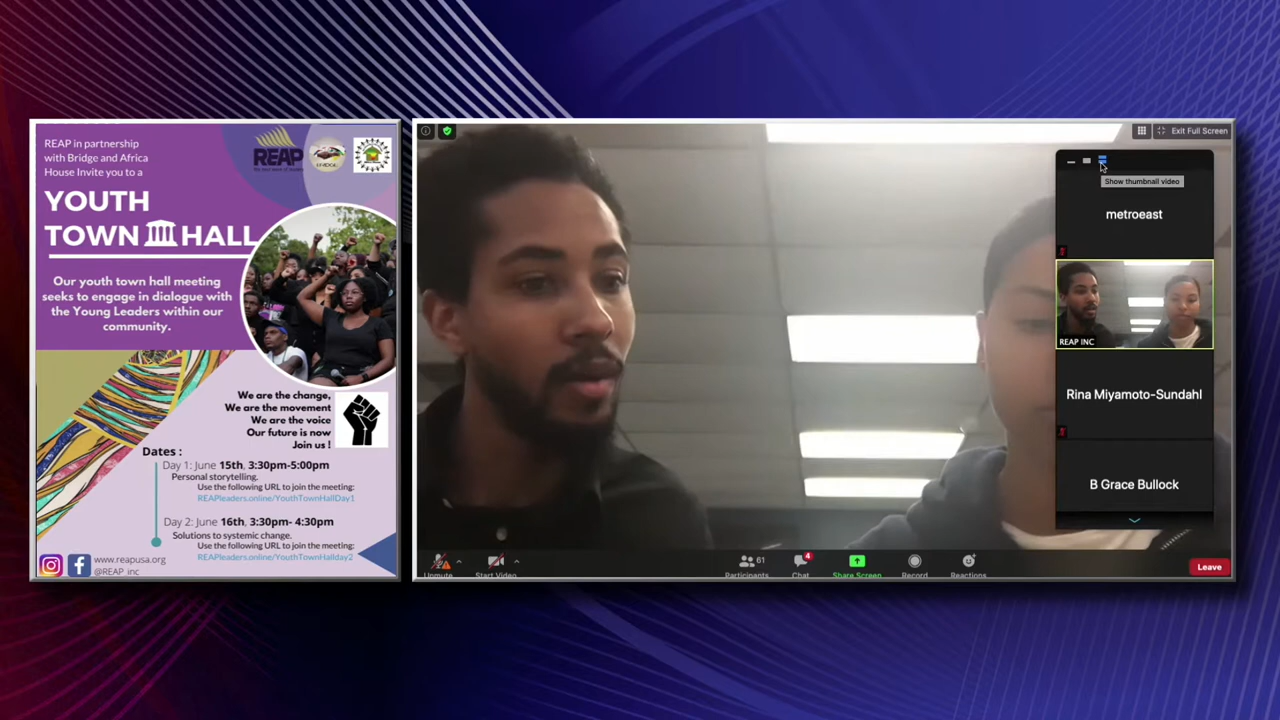 REAP in partnership
with Bridge and Africa
House Invite you to a
REAP
YOUTH
TOWN HALL
Our youth town hall meeting
seeks to engage in dialogue with
the Young Leaders within our
community.
We are the change,
We are the movement
We are the voice
Our future is now
Join us !
Dates :
Day 1: June 15th, 3:30pm-5:00pm
Personal storytelling.
Use the following URL to join the meeting:
REAPleaders.online/YouthTownHallDay1
Day 2: June 16th, 3:30pm- 4:30pm
Solutions to systemic change.
Use the following URL to join the meeting:
REAPleaders.online/YouthTownHallday2
www.reapusa.org
@REAP_inc
Exit Full Screen
Show thumbnail video
metroeast
REAP INC
Rina Miyamoto-Sundahl
B Grace Bullock
Unmute
Start Video
61
Participants
4
Chat
Share Screen
Record
Reactions
Leave